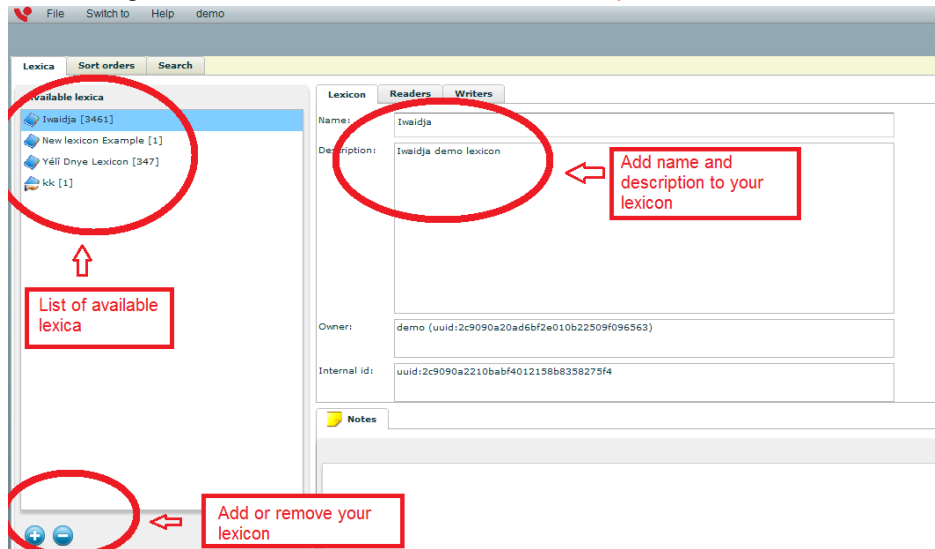 File Switch to Help demo
Lexica Sort orders Search
Available lexica
Iwaidja [3461]
New lexicon Example [1]
Yélî Dnye Lexicon [347]
kk [1]
List of available
lexica
Add or remove your
lexicon
Lexicon Readers Writers
Name: Iwaidja
Description: Iwaidja demo lexicon
Add name and
description to your
lexicon
Owner: demo (uuid:2c9090a20ad6bf2e010b22509f096563)
Internal id: uuid:2c9090a2210babf4012158b8358275f4
Notes